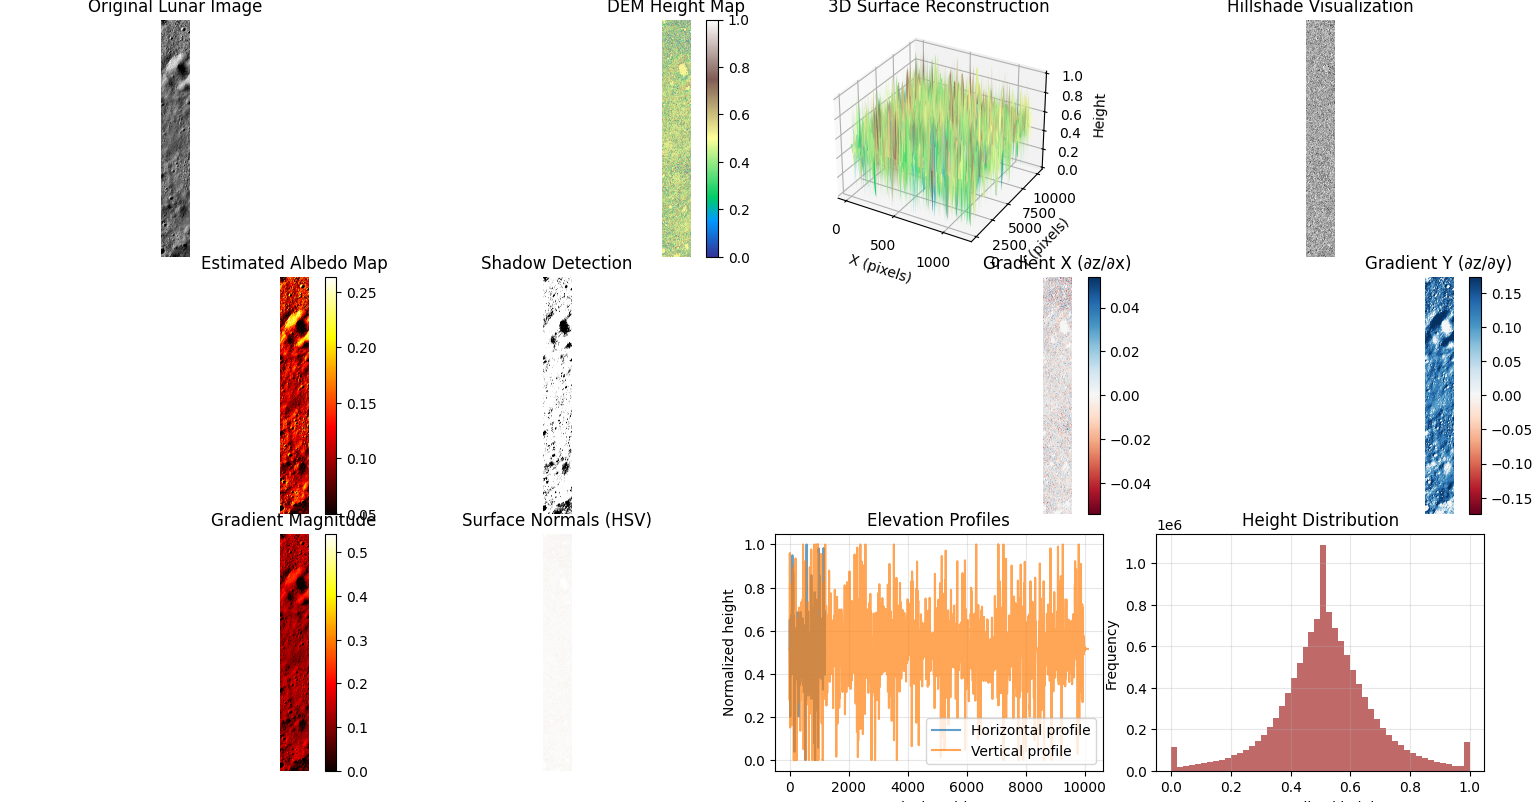 Original Lunar Image
DEM Height Map
1.0
0.8
0.6
0.4
0.2
0.0
3D Surface Reconstruction
1.0
0.8
0.6
0.4
0.2
0.0
Height
10000
7500
5000
2500
0
(pixels)
0
500
1000
X (pixels)
Hillshade Visualization
Estimated Albedo Map
0.25
0.20
0.15
0.10
0.05
Shadow Detection
Gradient X (∂z/∂x)
0.04
0.02
0.00
−0.02
−0.04
Gradient Y (∂z/∂y)
0.15
0.10
0.05
0.00
−0.05
−0.10
−0.15
Gradient Magnitude
0.5
0.4
0.3
0.2
0.1
0.0
Surface Normals (HSV)
Elevation Profiles
Normalized height
1.0
0.8
0.6
0.4
0.2
0.0
0 2000 4000 6000 8000 10000
Horizontal profile
Vertical profile
Height Distribution
1e6
Frequency
1.0
0.8
0.6
0.4
0.2
0.0
0.0 0.2 0.4 0.6 0.8 1.0